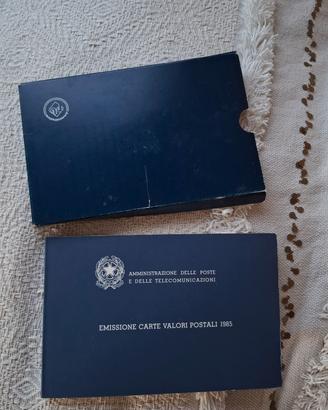 AMMINISTRAZIONE DELLE POSTE
E DELLE TELECOMUNICAZIONI
EMISSIONE CARTE VALORI POSTALI 1985